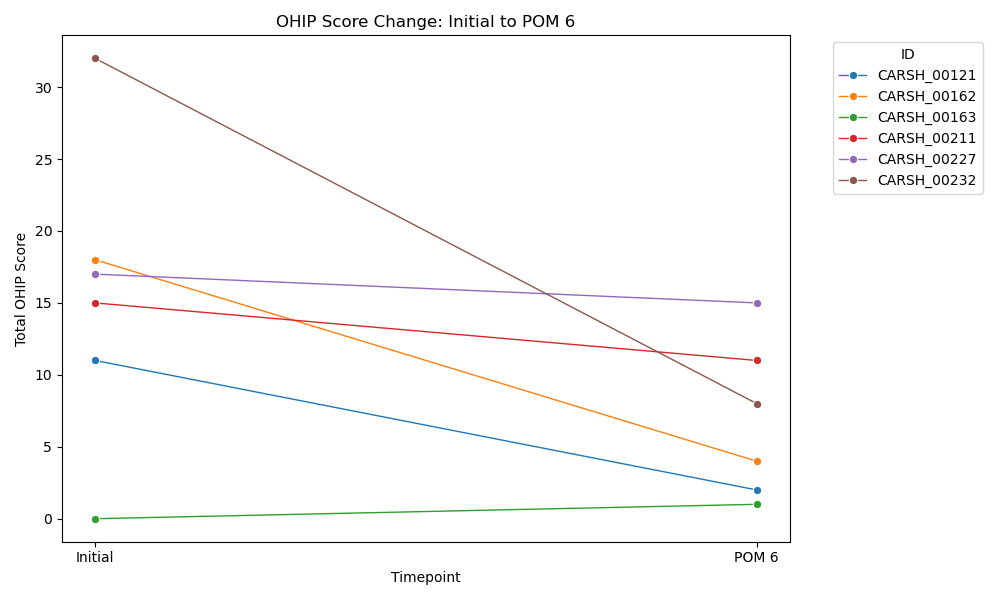 OHIP Score Change: Initial to POM 6
Total OHIP Score
30
25
20
15
10
5
0
Initial
POM 6
Timepoint
ID
CARSH_00121
CARSH_00162
CARSH_00163
CARSH_00211
CARSH_00227
CARSH_00232